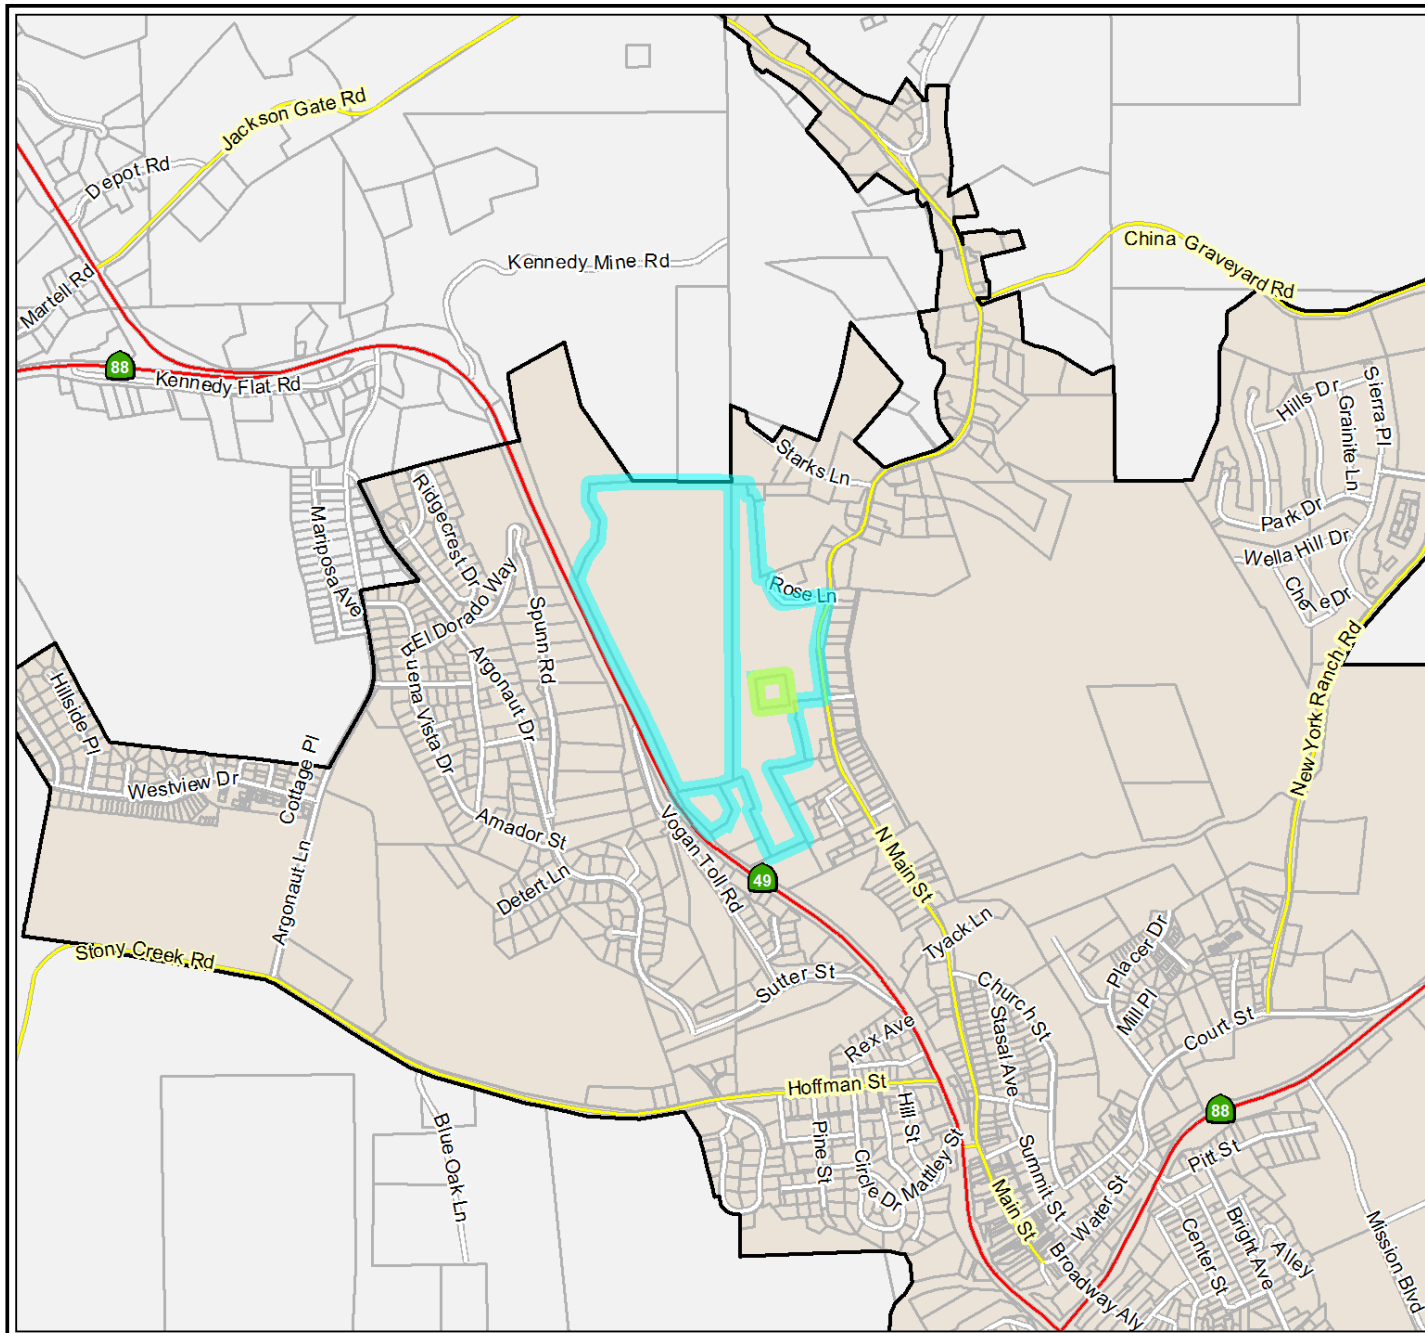 Jackson Gate Rd
Depot Rd
Martell Rd
Kennedy Mine Rd
China Graveyard Rd
88
Kennedy Flat Rd
Hills Dr
Sierra Pl
Grainite Ln
Starks Ln
Park Dr
Wella Hill Dr
Ridgecrest Dr
Mariposa Ave
El Dorado Way
Spunn Rd
Rose Ln
Buena Vista Dr
Argonaut Dr
Hillside Pl
Westview Dr
Cottage Pl
New York Ranch Rd
Amador St
Vogan Toll Rd
N Main St
49
Detert Ln
Argonaut Ln
Stony Creek Rd
Tyack Ln
Placer Dr
Sutter St
Church St
Mill Pl
Stasal Ave
Court St
Rex Ave
Hoffman St
88
Hill St
Blue Oak Ln
Pine St
Circle Dr
Mattley St
Summit St
Pitt St
Main St
Water St
Center St
Bright Ave
Alley
Mission Blvd
Broadway Aly